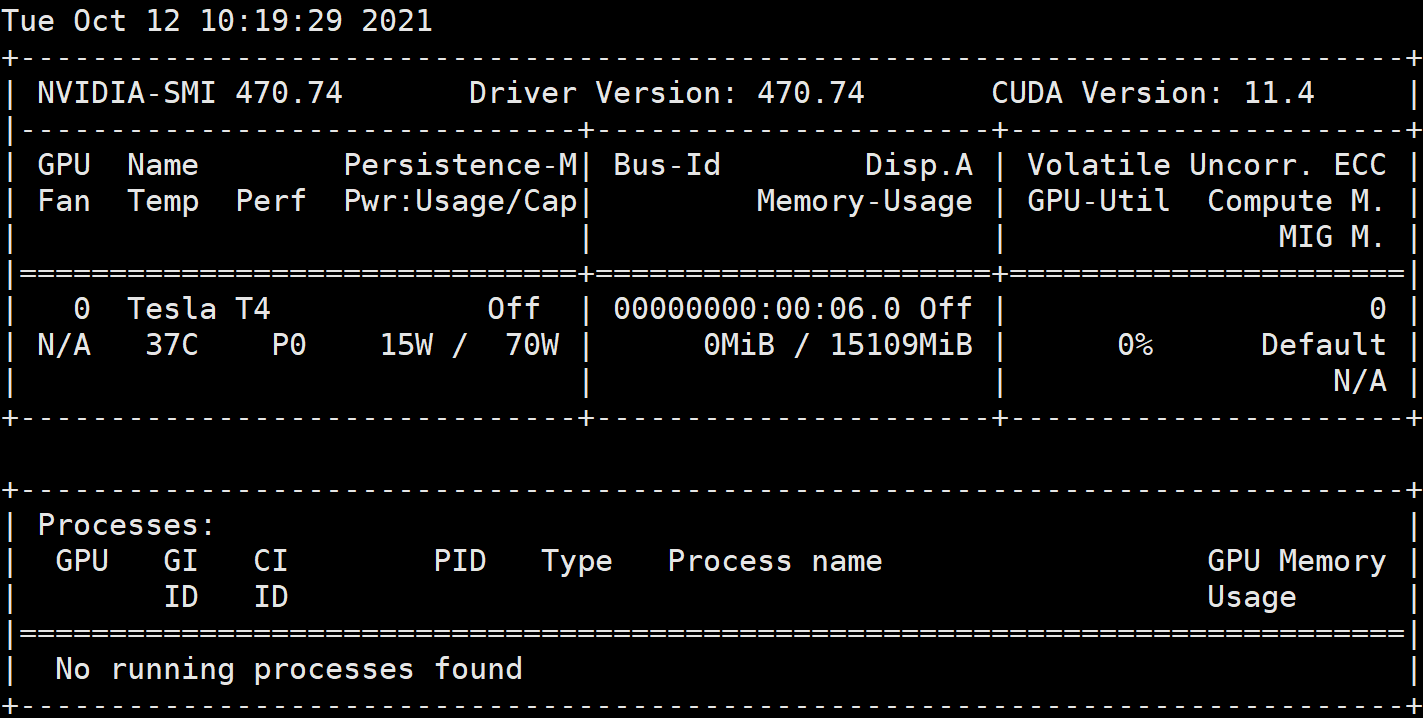 Tue Oct 12 10:19:29 2021
+-----------------------------------------------------------------------------+
| NVIDIA-SMI 470.74       Driver Version: 470.74       CUDA Version: 11.4     |
|-------------------------------+----------------------+----------------------+
| GPU  Name        Persistence-M| Bus-Id        Disp.A | Volatile Uncorr. ECC |
| Fan  Temp  Perf  Pwr:Usage/Cap|         Memory-Usage | GPU-Util  Compute M. |
|                               |                      |               MIG M. |
|===============================+======================+======================|
|   0  Tesla T4            Off  | 00000000:00:06.0 Off |                    0 |
| N/A   37C    P0    15W /  70W |      0MiB / 15109MiB |      0%      Default |
|                               |                      |                  N/A |
+-------------------------------+----------------------+----------------------+

+-----------------------------------------------------------------------------+
| Processes:                                                                  |
|  GPU   GI   CI        PID   Type   Process name                  GPU Memory |
|        ID   ID                                                   Usage      |
|=============================================================================|
|  No running processes found                                                 |
+-----------------------------------------------------------------------------+